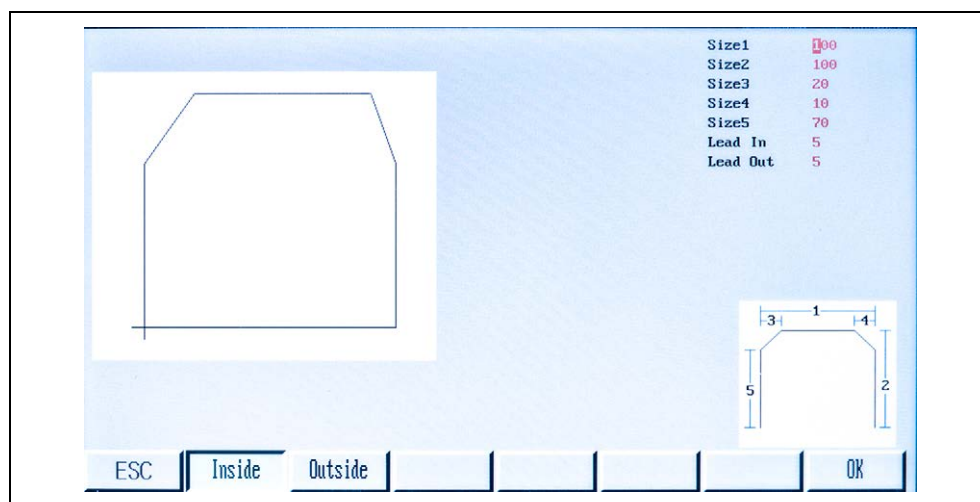 Size1 100
Size2 100
Size3 20
Size4 10
Size5 70
Lead In 5
Lead Out 5
1
3 4
5 2
ESC Inside Outside OK